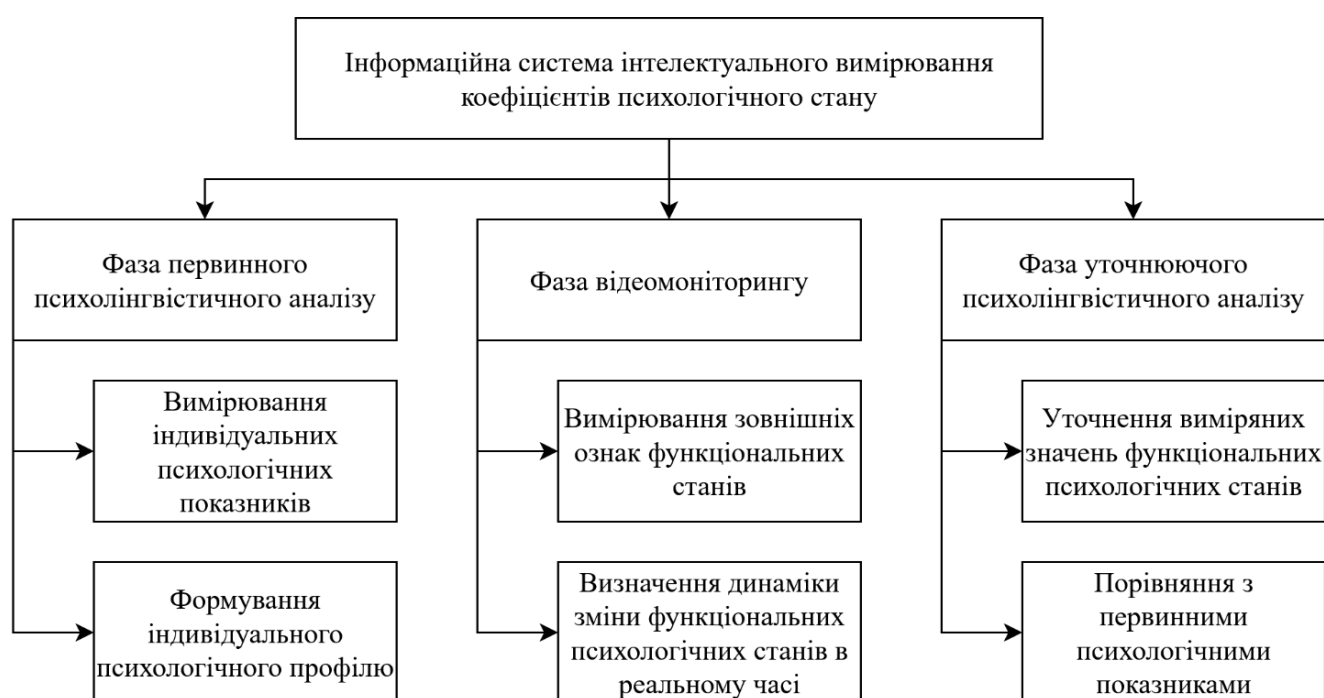 Інформаційна система інтелектуального вимірювання
коефіцієнтів психологічного стану
Фаза первинного
психолінгвістичного аналізу
Фаза відеомоніторингу
Фаза уточнюючого
психолінгвістичного аналізу
Вимірювання
індивідуальних
психологічних
показників
Вимірювання зовнішніх
ознак функціональних
станів
Уточнення виміряних
значень функціональних
психологічних станів
Формування
індивідуального
психологічного профілю
Визначення динаміки
зміни функціональних
психологічних станів в
реальному часі
Порівняння з
первинними
психологічними
показниками